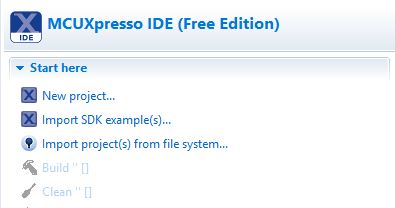 IDE
MCUXpresso IDE (Free Edition)
Start here
New project...
Import SDK example(s)...
Import project(s) from file system...
Build '' []
Clean '' []